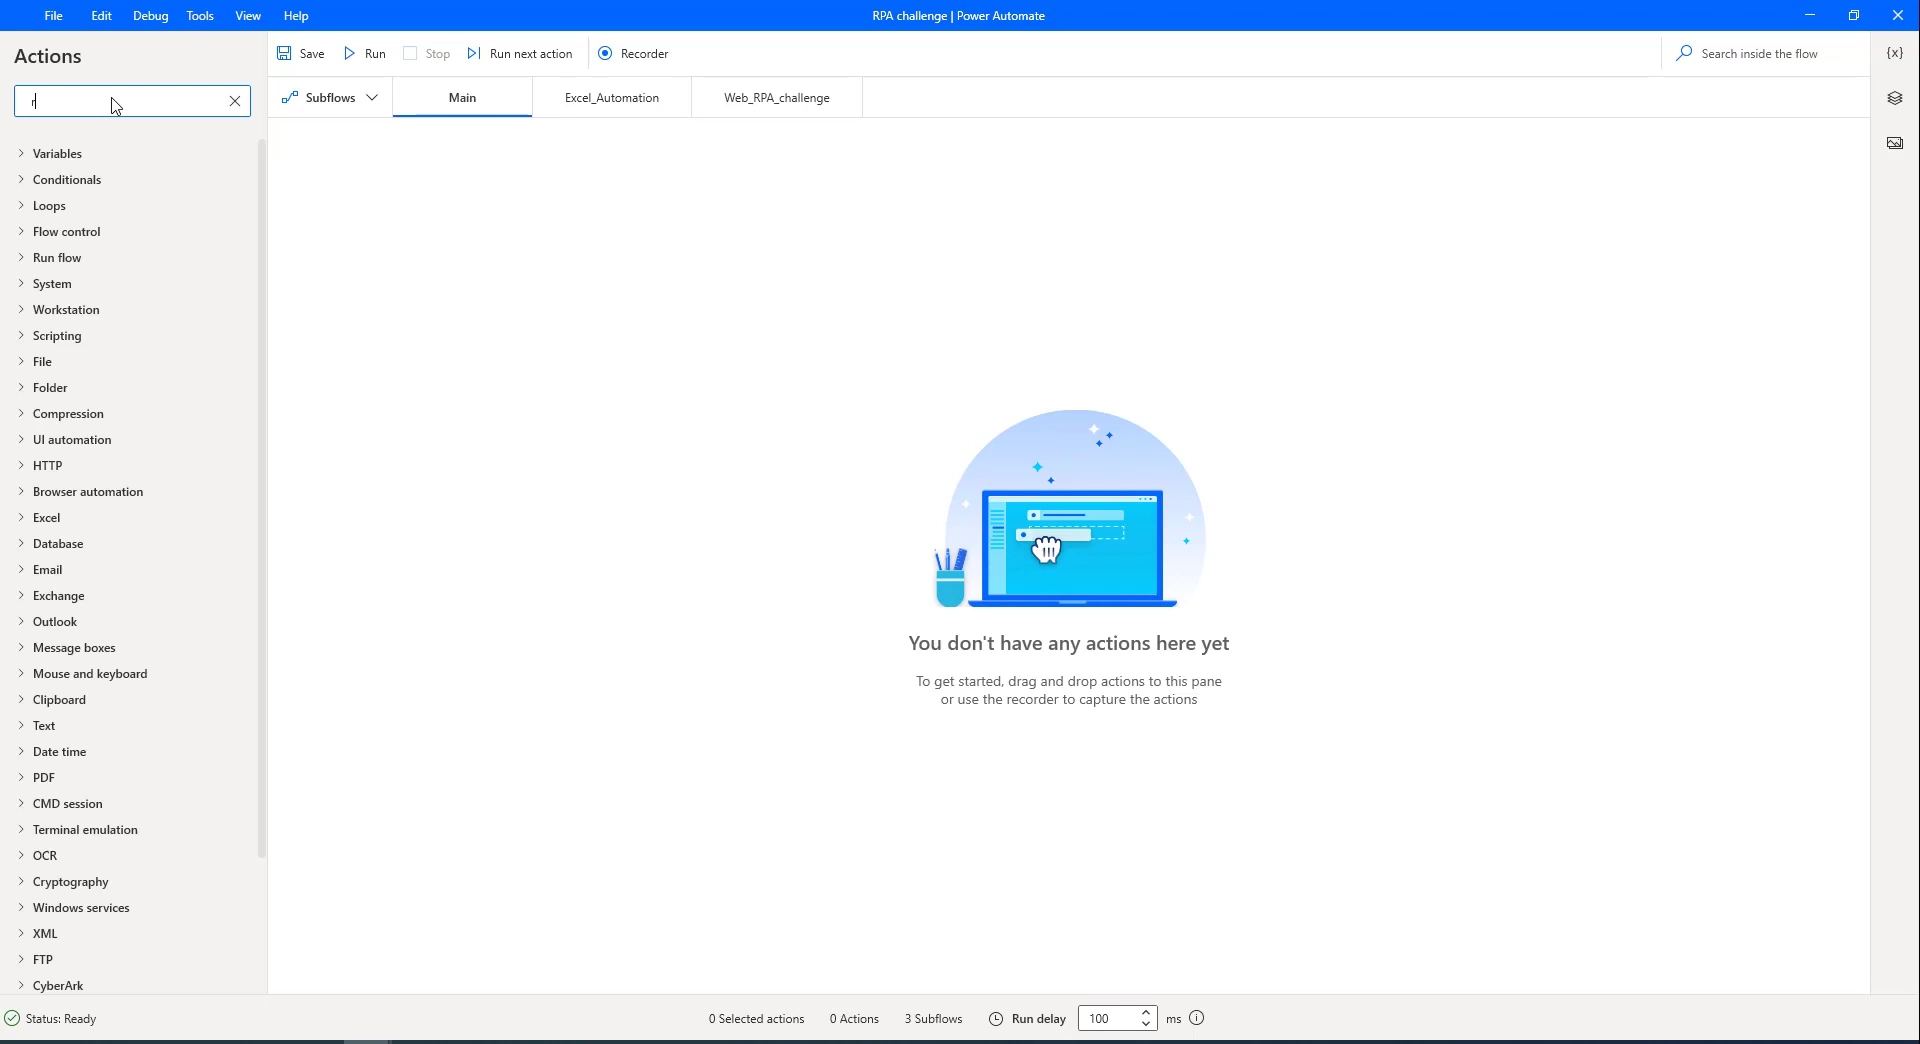 File Edit Debug Tools View Help
RPA challenge | Power Automate
Actions
Save Run Stop Run next action Recorder
Search inside the flow
{x}
r
Subflows Main Excel_Automation Web_RPA_challenge
Variables
Conditionals
Loops
Flow control
Run flow
System
Workstation
Scripting
File
Folder
Compression
UI automation
HTTP
Browser automation
Excel
Database
Email
Exchange
Outlook
Message boxes
Mouse and keyboard
Clipboard
Text
Date time
PDF
CMD session
Terminal emulation
OCR
Cryptography
Windows services
XML
FTP
CyberArk
You don't have any actions here yet
To get started, drag and drop actions to this pane
or use the recorder to capture the actions
Status: Ready
0 Selected actions 0 Actions 3 Subflows Run delay 100 ms